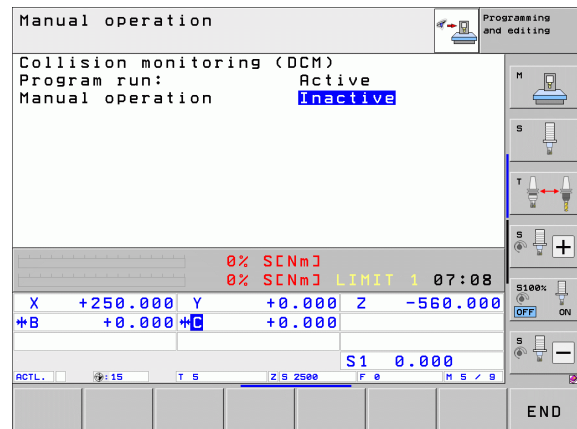 Manual operation
Programming
and editing
Collision monitoring (DCM)
Program run: Active
Manual operation Inactive
M
S
T
S
0% S[Nm]
0% S[Nm] LIMIT 1 07:08
S100%
OFF ON
X +250.000 Y +0.000 Z -560.000
B +0.000 C +0.000
S
S1 0.000
ACTL. :15 T 5 Z S 2500 F 0 M 5 / 9
END